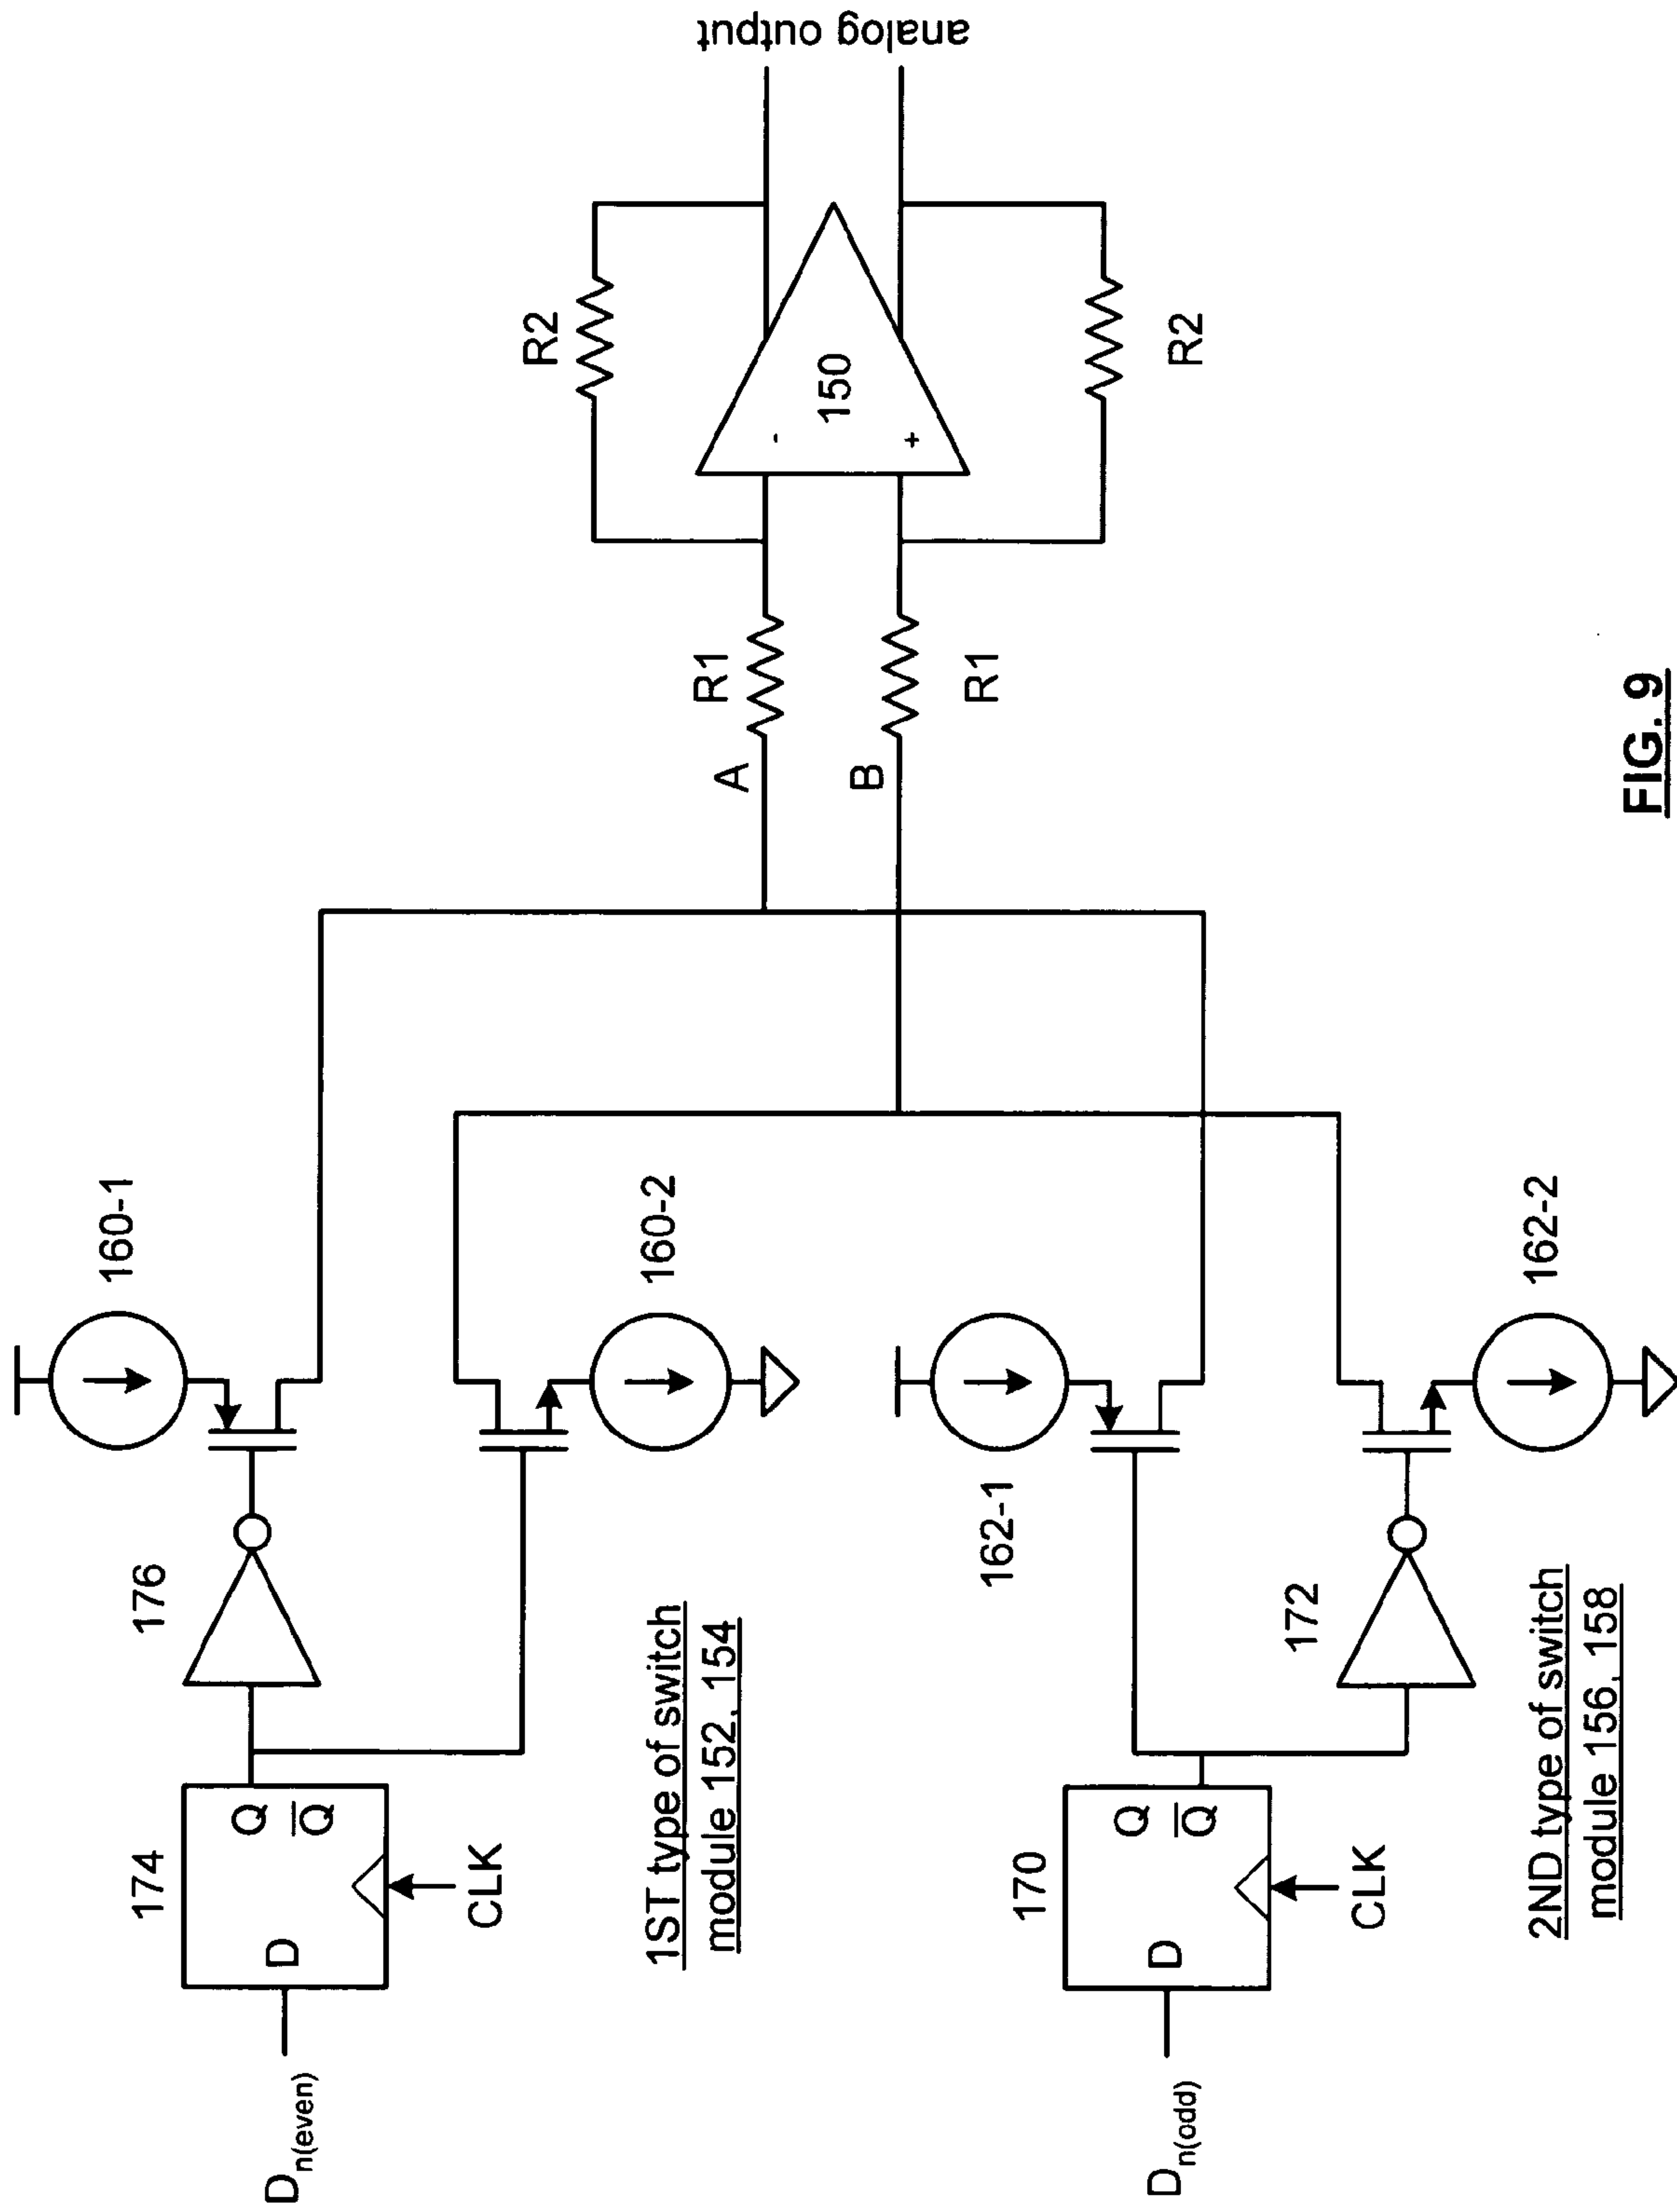 D_n(even)
174
D
Q
Q̅
CLK
176
160-1
160-2
1ST type of switch
module 152, 154
D_n(odd)
170
D
Q
Q̅
CLK
172
162-1
162-2
2ND type of switch
module 156, 158
A
B
R1
R1
R2
R2
-
+
150
analog output
FIG. 9